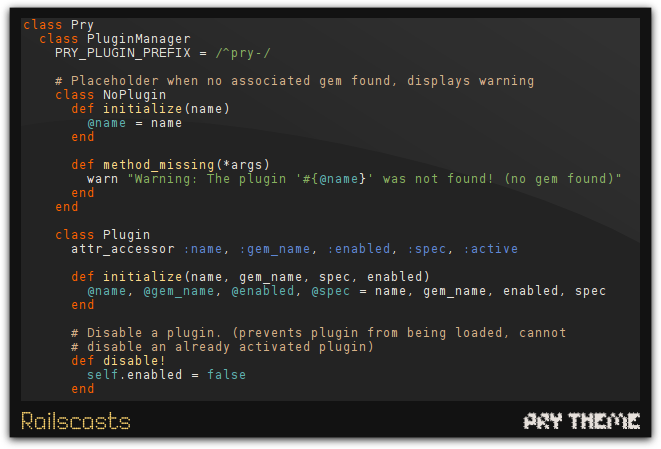 class Pry
  class PluginManager
    PRY_PLUGIN_PREFIX = /^pry-/

    # Placeholder when no associated gem found, displays warning
    class NoPlugin
      def initialize(name)
        @name = name
      end

      def method_missing(*args)
        warn "Warning: The plugin '#{@name}' was not found! (no gem found)"
      end
    end

    class Plugin
      attr_accessor :name, :gem_name, :enabled, :spec, :active

      def initialize(name, gem_name, spec, enabled)
        @name, @gem_name, @enabled, @spec = name, gem_name, enabled, spec
      end

      # Disable a plugin. (prevents plugin from being loaded, cannot
      # disable an already activated plugin)
      def disable!
        self.enabled = false
      end
Railscasts
PRY THEME